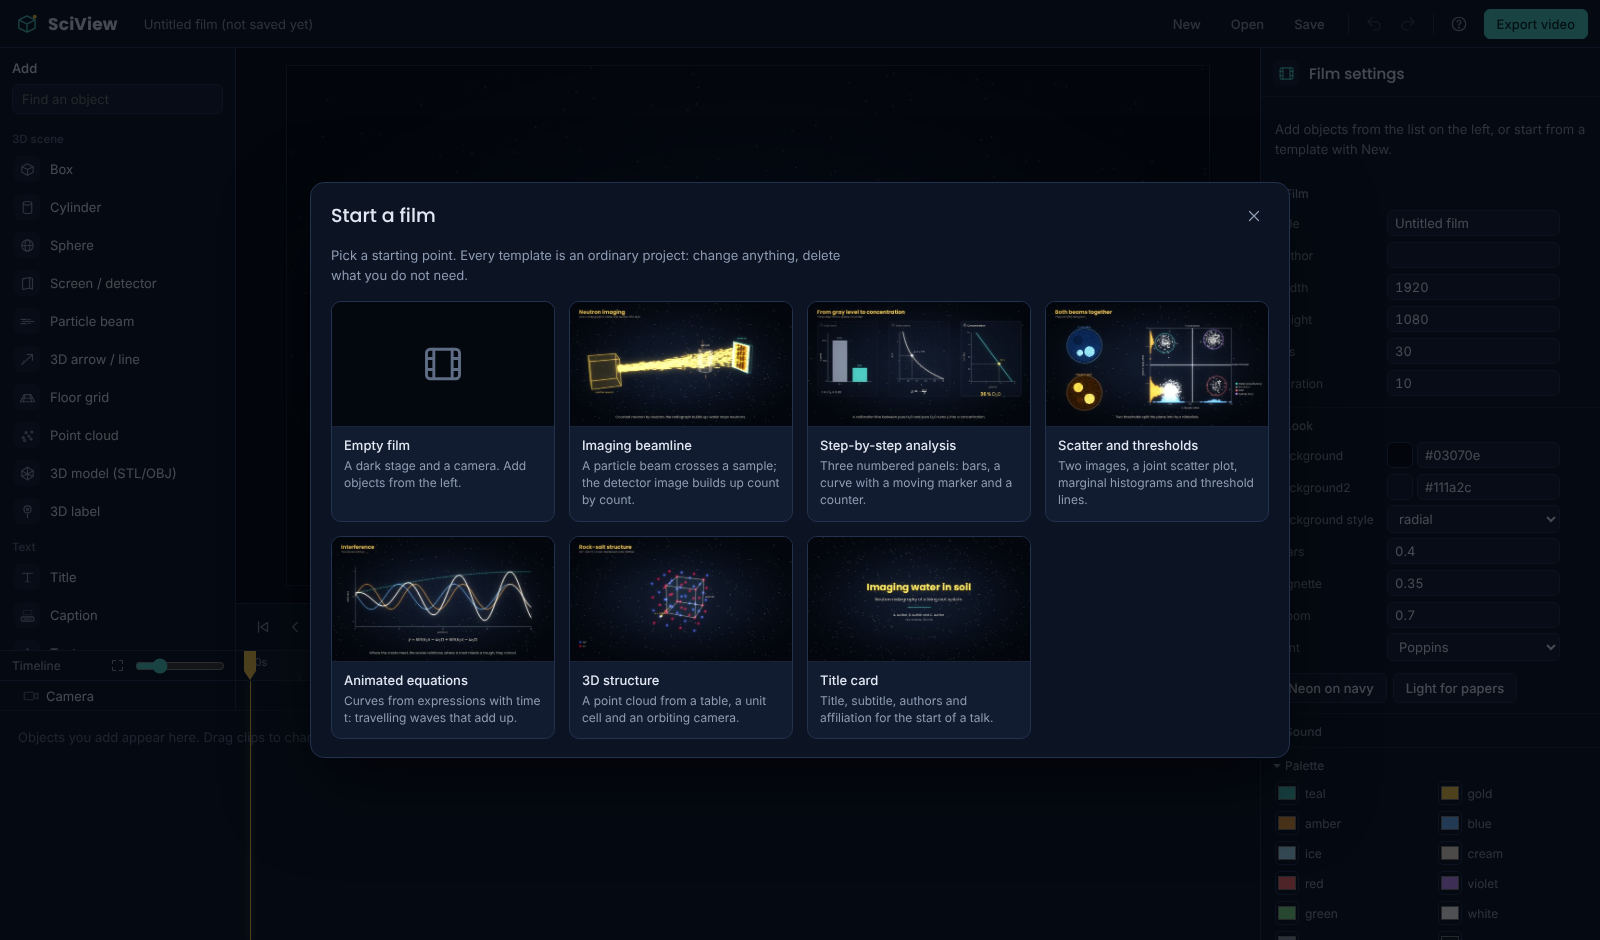 SciView
Untitled film (not saved yet)
New
Open
Save
Export video
Add
Find an object
3D scene
Box
Cylinder
Sphere
Screen / detector
Particle beam
3D arrow / line
Floor grid
Point cloud
3D model (STL/OBJ)
3D label
Text
Title
Caption
Timeline
0s
Camera
Objects you add appear here. Drag clips to
Start a film
Pick a starting point. Every template is an ordinary project: change anything, delete
what you do not need.
Empty film
A dark stage and a camera. Add
objects from the left.
Neutron imaging
Imaging beamline
A particle beam crosses a sample;
the detector image builds up count
by count.
From gray level to concentration
Step-by-step analysis
Three numbered panels: bars, a
curve with a moving marker and a
counter.
Both beams together
Scatter and thresholds
Two images, a joint scatter plot,
marginal histograms and threshold
lines.
Interference
Animated equations
Curves from expressions with time
t: travelling waves that add up.
Rock-salt structure
3D structure
A point cloud from a table, a unit
cell and an orbiting camera.
Imaging water in soil
Title card
Title, subtitle, authors and
affiliation for the start of a talk.
Film settings
Add objects from the list on the left, or start from a
template with New.
Film
Untitled film
1920
1080
30
10
#03070e
#111a2c
background style
radial
0.4
0.35
0.7
Poppins
Neon on navy
Light for papers
Sound
Palette
teal
gold
amber
blue
ice
cream
red
violet
green
white